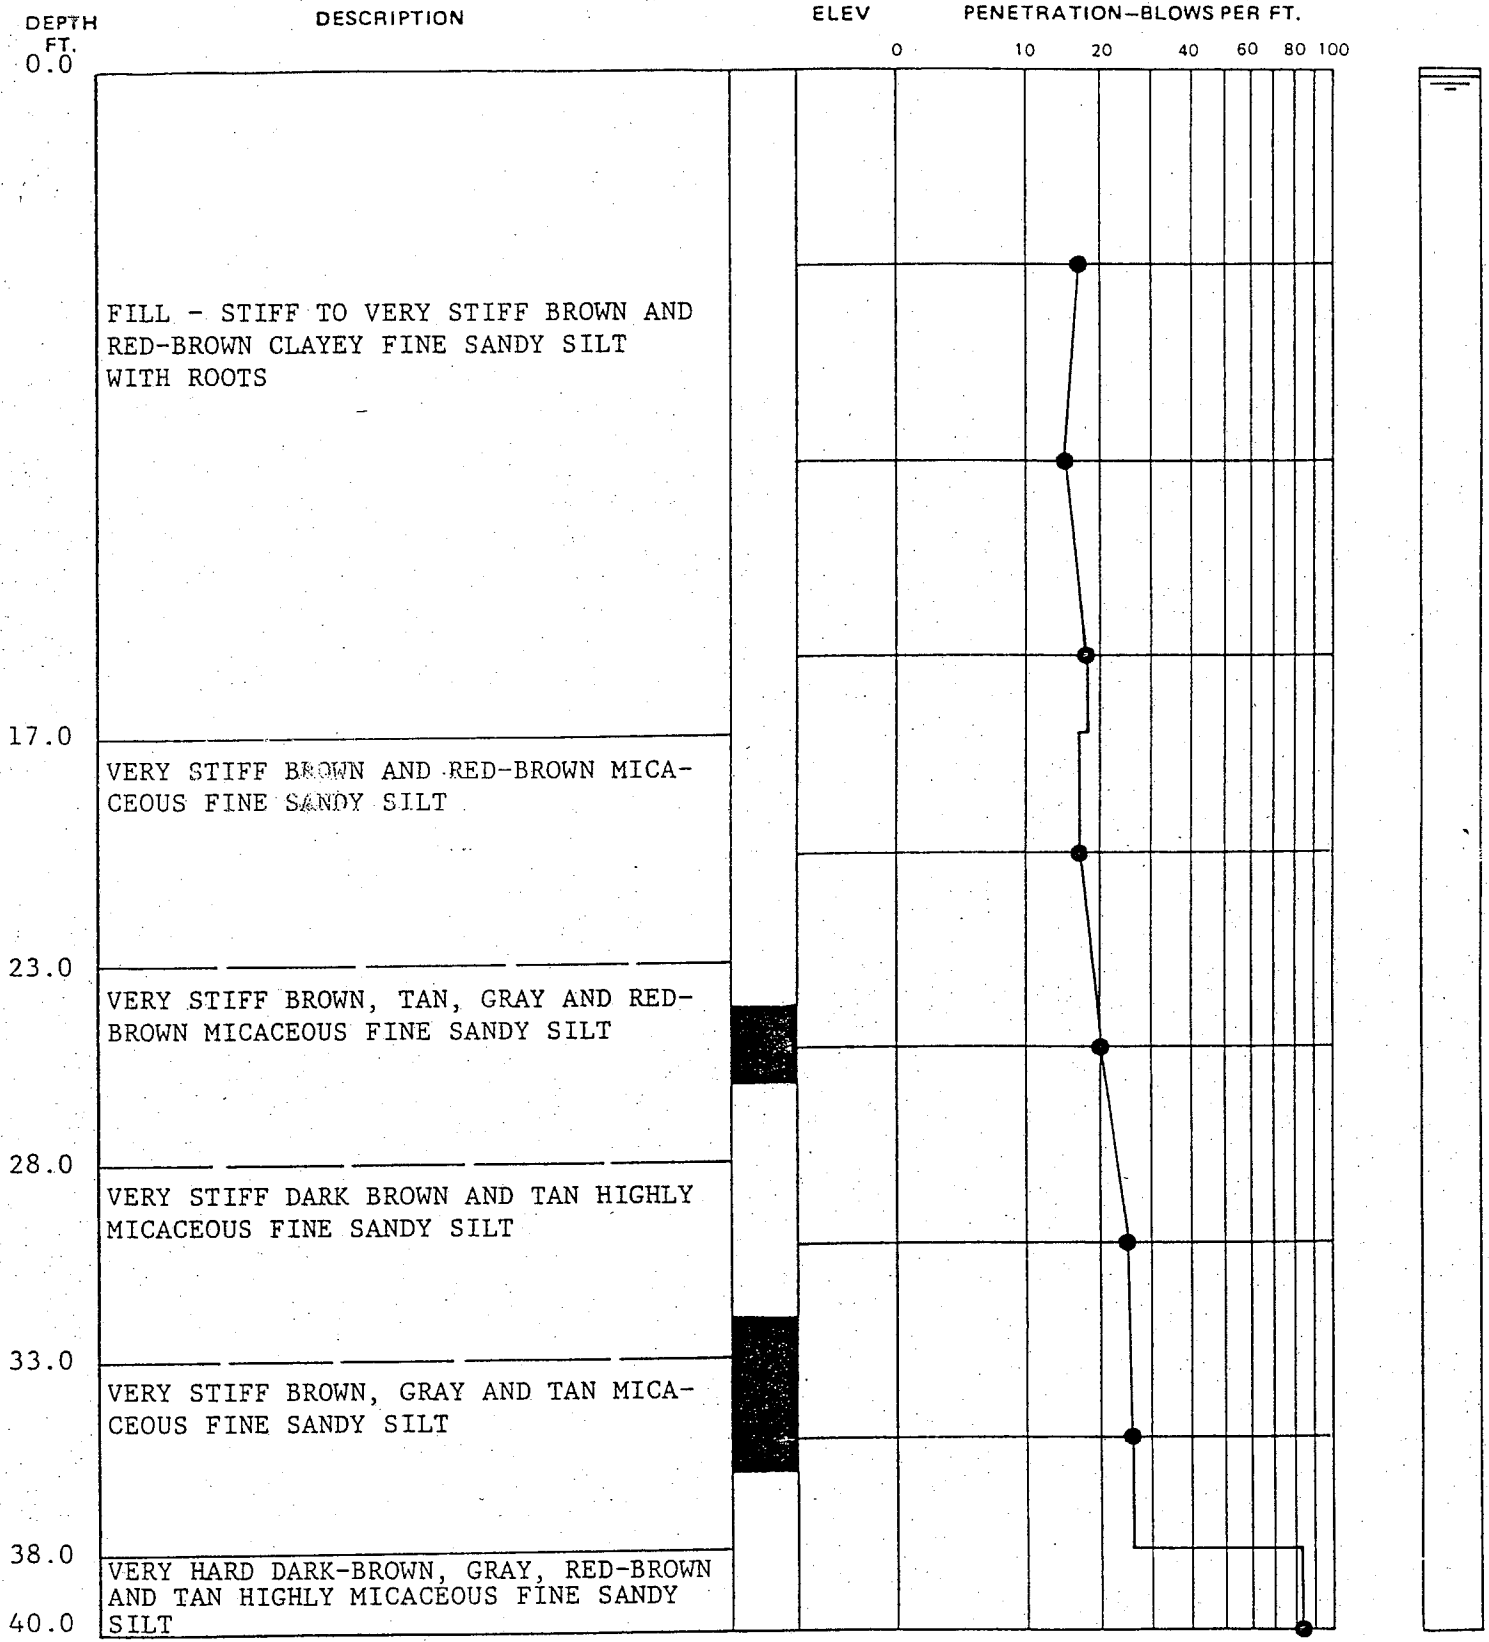 DEPTH FT. DESCRIPTION ELEV PENETRATION—BLOWS PER FT.
0 10 20 40 60 80 100
0.0
FILL - STIFF TO VERY STIFF BROWN AND
RED-BROWN CLAYEY FINE SANDY SILT
WITH ROOTS
17.0
VERY STIFF BROWN AND RED-BROWN MICA-
CEOUS FINE SANDY SILT
23.0
VERY STIFF BROWN, TAN, GRAY AND RED-
BROWN MICACEOUS FINE SANDY SILT
28.0
VERY STIFF DARK BROWN AND TAN HIGHLY
MICACEOUS FINE SANDY SILT
33.0
VERY STIFF BROWN, GRAY AND TAN MICA-
CEOUS FINE SANDY SILT
38.0
VERY HARD DARK-BROWN, GRAY, RED-BROWN
AND TAN HIGHLY MICACEOUS FINE SANDY
40.0 SILT